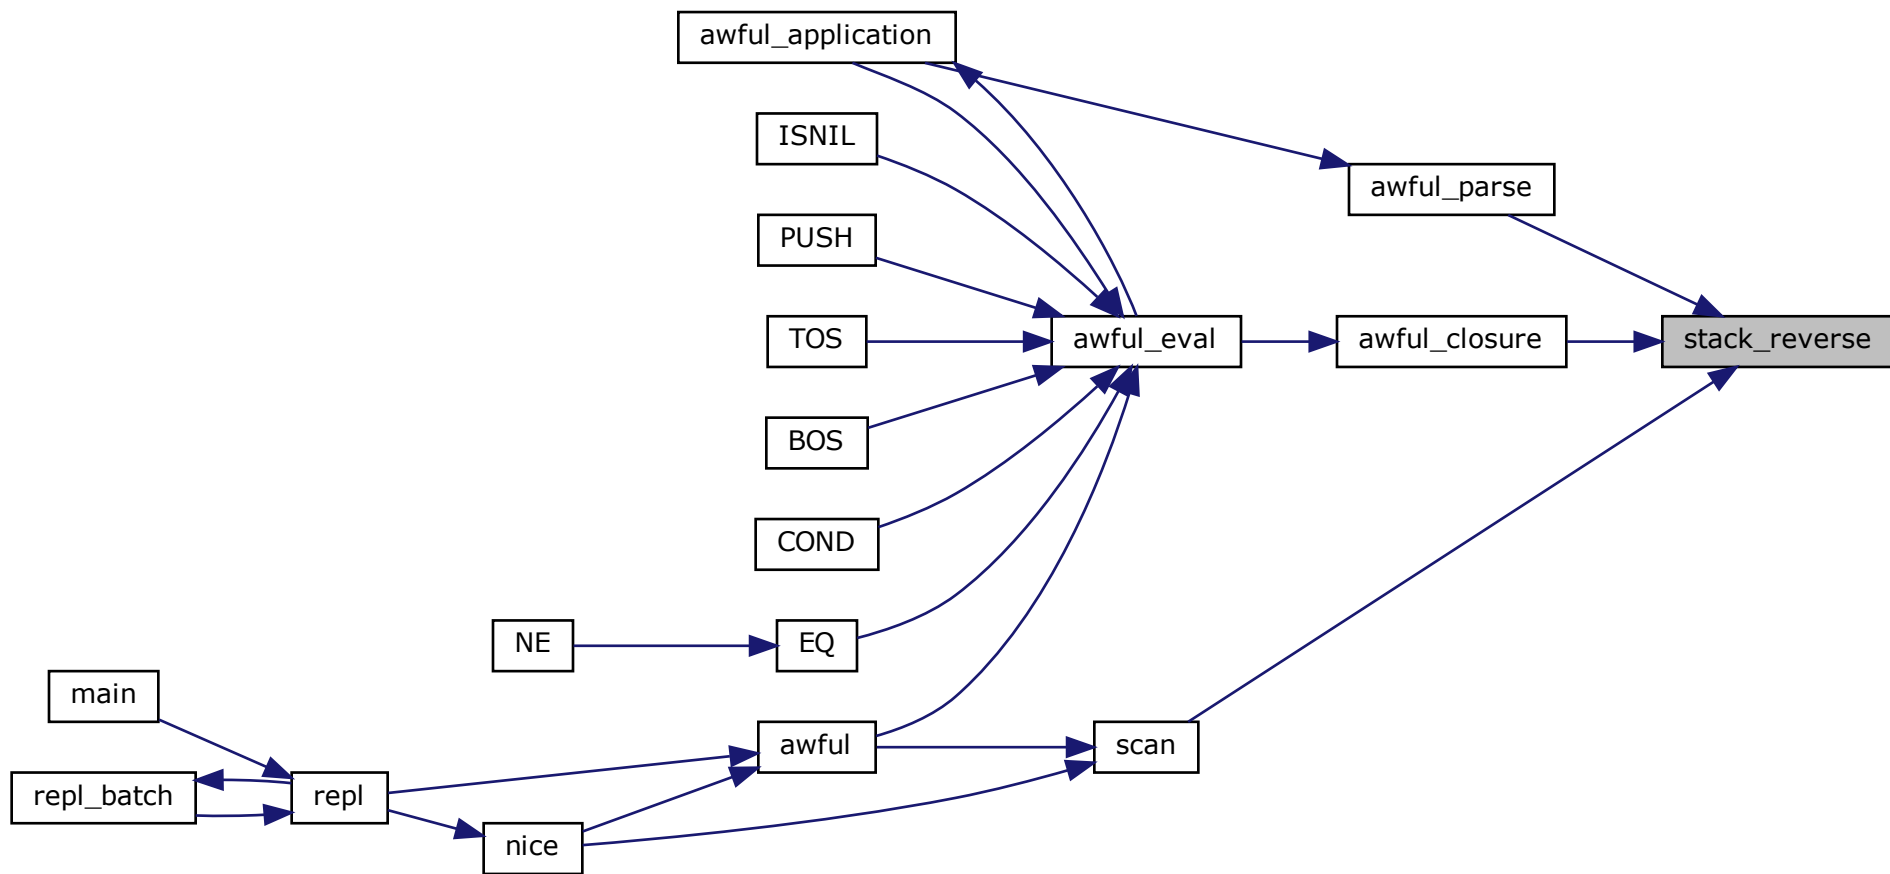 awful_application
ISNIL
awful_parse
PUSH
TOS
awful_eval
awful_closure
stack_reverse
BOS
COND
NE
EQ
main
awful
scan
repl_batch
repl
nice